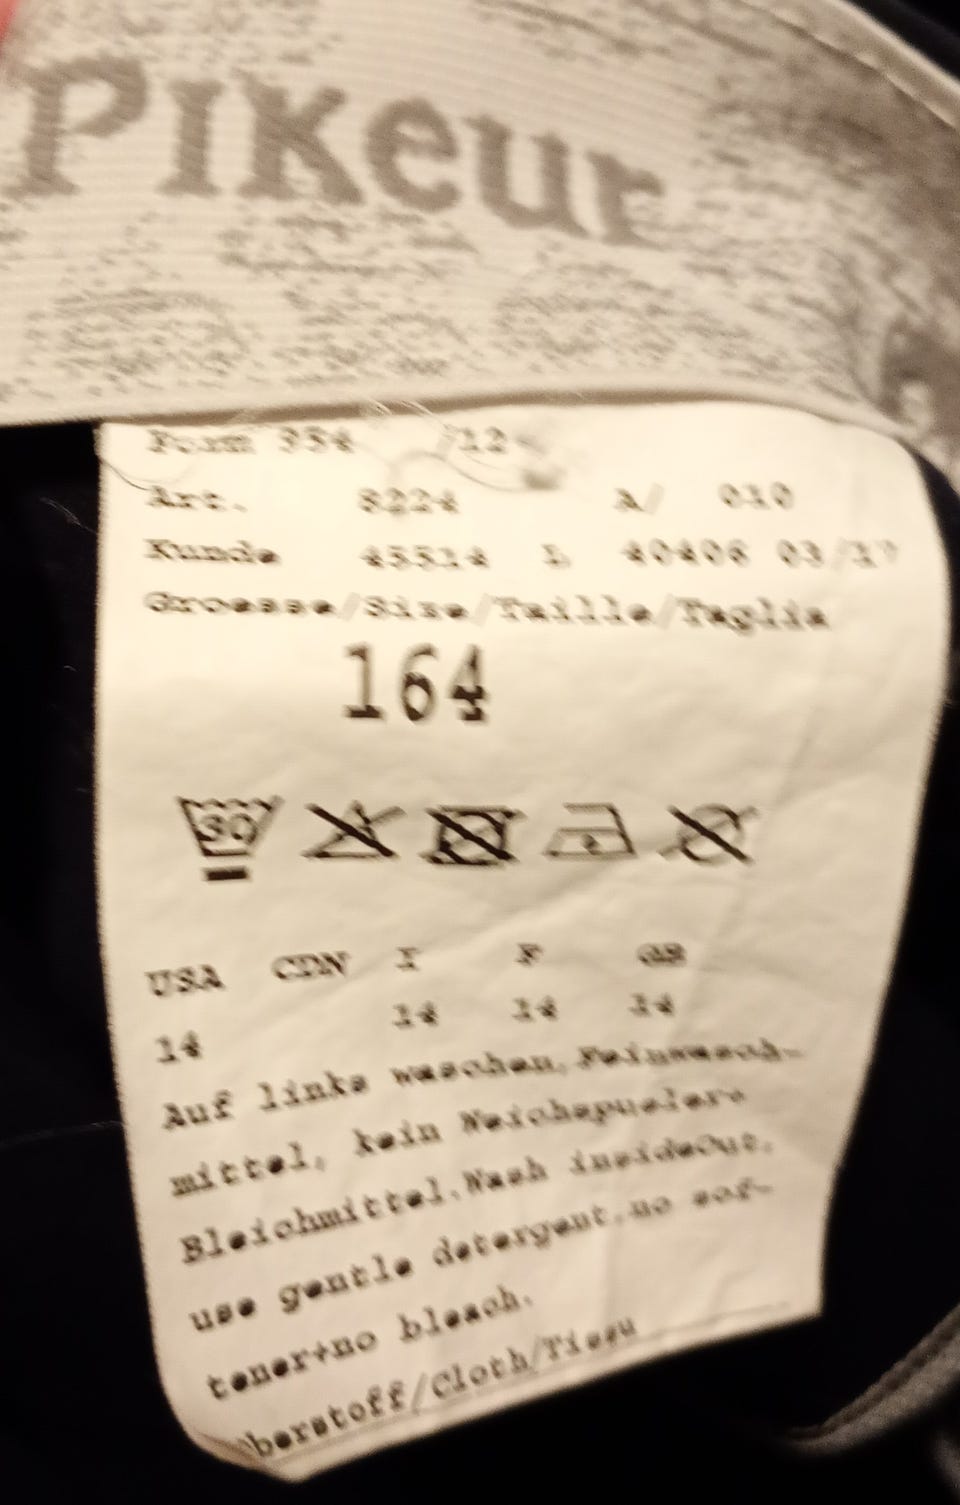 Pikeur
Form 354 /12
Art. 8224 A/ 010
Kunde 45514 L 40406 03/17
Groesse/Size/Taille/Taglia
164
30
USA CDN I F GB
14 14 14 14
Auf links waschen, Feinwasch-
mittel, kein Weichspueler+
Bleichmittel.Wash insideOut,
use gentle detergent,no sof-
tener+no bleach.
berstoff/Cloth/Tissu